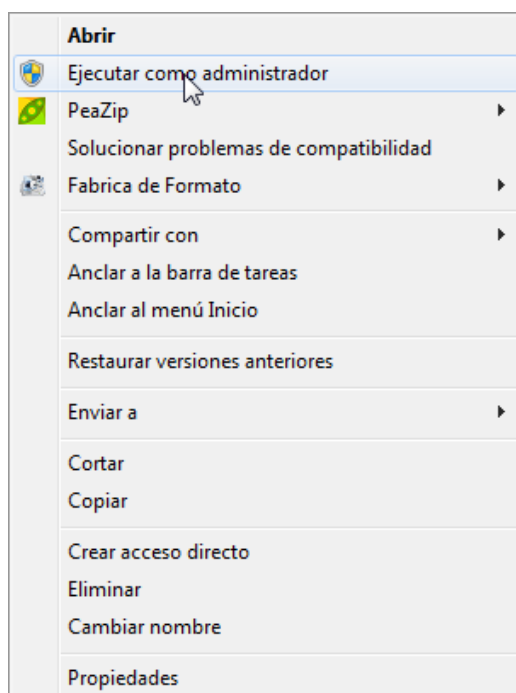 Abrir
Ejecutar como administrador
PeaZip
Solucionar problemas de compatibilidad
Fabrica de Formato
Compartir con
Anclar a la barra de tareas
Anclar al menú Inicio
Restaurar versiones anteriores
Enviar a
Cortar
Copiar
Crear acceso directo
Eliminar
Cambiar nombre
Propiedades